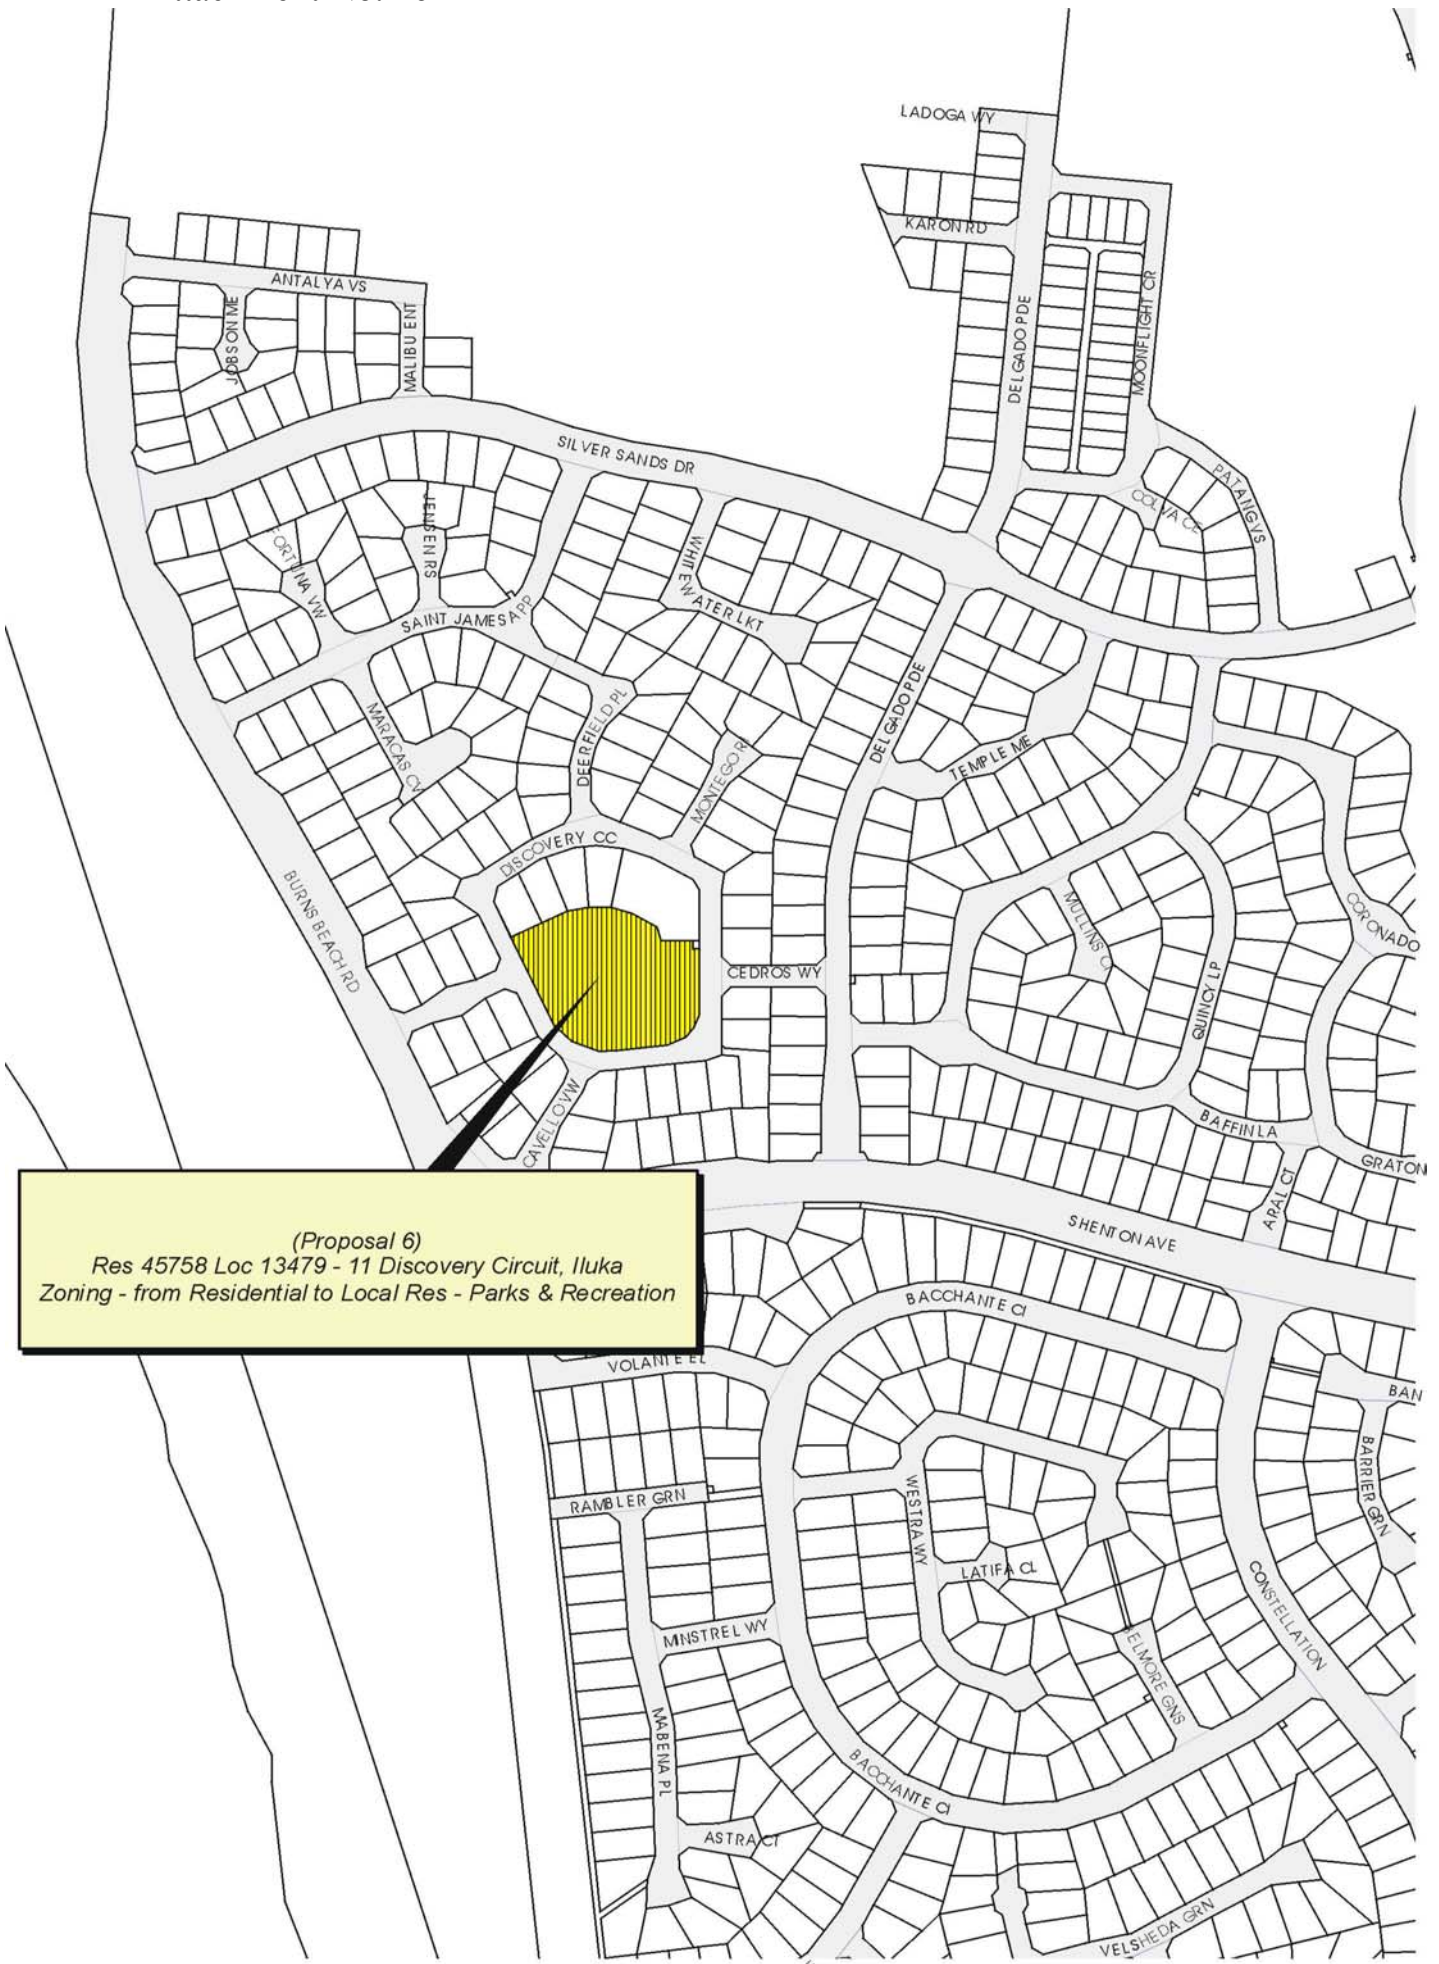 LADOGA WY
KARON RD
ANTALYA VS
JOBSON ME
MALIBU ENT
DELGADO PDE
MOONFLIGHT CR
SILVER SANDS DR
PATANG VS
COLVA CE
JENSEN RS
FORTUNA VW
WHITEWATER LKT
SAINT JAMES APP
DELGADO PDE
DEERFIELD PL
MARACAS CV
MONTEGO RI
TEMPLE ME
DISCOVERY CC
BURNS BEACH RD
MULLINS
CORONADO
CEDROS WY
QUINCY LP
CAVELLO VW
BAFFIN LA
GRATON
ARAL CT
SHENTON AVE
(Proposal 6)
Res 45758 Loc 13479 - 11 Discovery Circuit, Iluka
Zoning - from Residential to Local Res - Parks & Recreation
BACCHANTE CI
VOLANTE EL
BAN
BARRIER GRN
RAMBLER GRN
WESTRA WY
LATIFA CL
CONSTELLATION
MINSTREL WY
ELMORE GNS
MABENA PL
BACCHANTE CI
ASTRA CT
VELSHEDA GRN